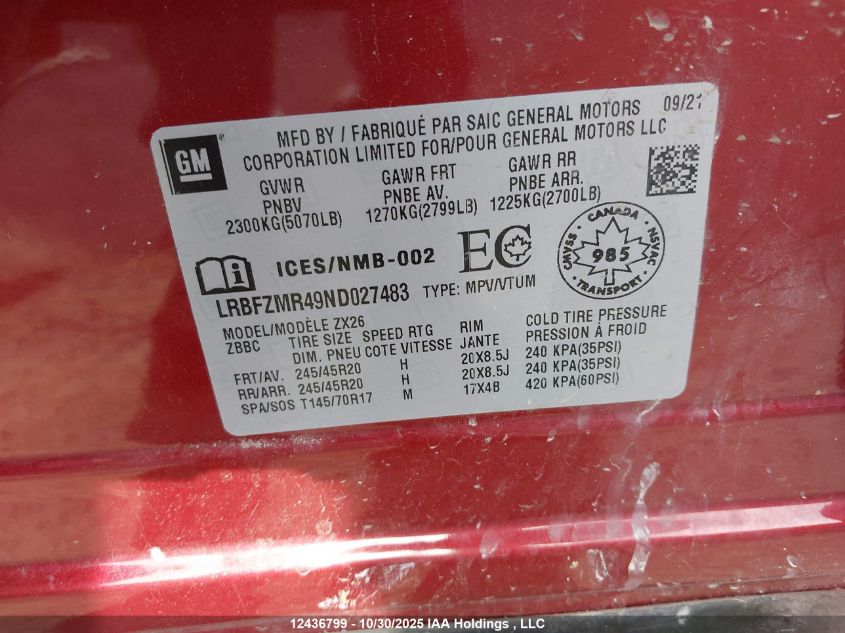 GM
MFD BY / FABRIQUÉ PAR SAIC GENERAL MOTORS 09/21
CORPORATION LIMITED FOR/POUR GENERAL MOTORS LLC
GVWR GAWR FRT GAWR RR
PNBV PNBE AV. PNBE ARR.
2300KG(5070LB) 1270KG(2799LB) 1225KG(2700LB)
ICES/NMB-002 EC
CANADA
CMVSS 985 NSVAC
TRANSPORT
LRBFZMR49ND027483 TYPE: MPV/VTUM
MODEL/MODÈLE ZX26
ZBBC TIRE SIZE SPEED RTG RIM COLD TIRE PRESSURE
DIM. PNEU COTE VITESSE JANTE PRESSION À FROID
FRT/AV. 245/45R20 H 20X8.5J 240 KPA(35PSI)
RR/ARR. 245/45R20 H 20X8.5J 240 KPA(35PSI)
SPA/SOS T145/70R17 M 17X4B 420 KPA(60PSI)
12436799 - 10/30/2025 IAA Holdings , LLC